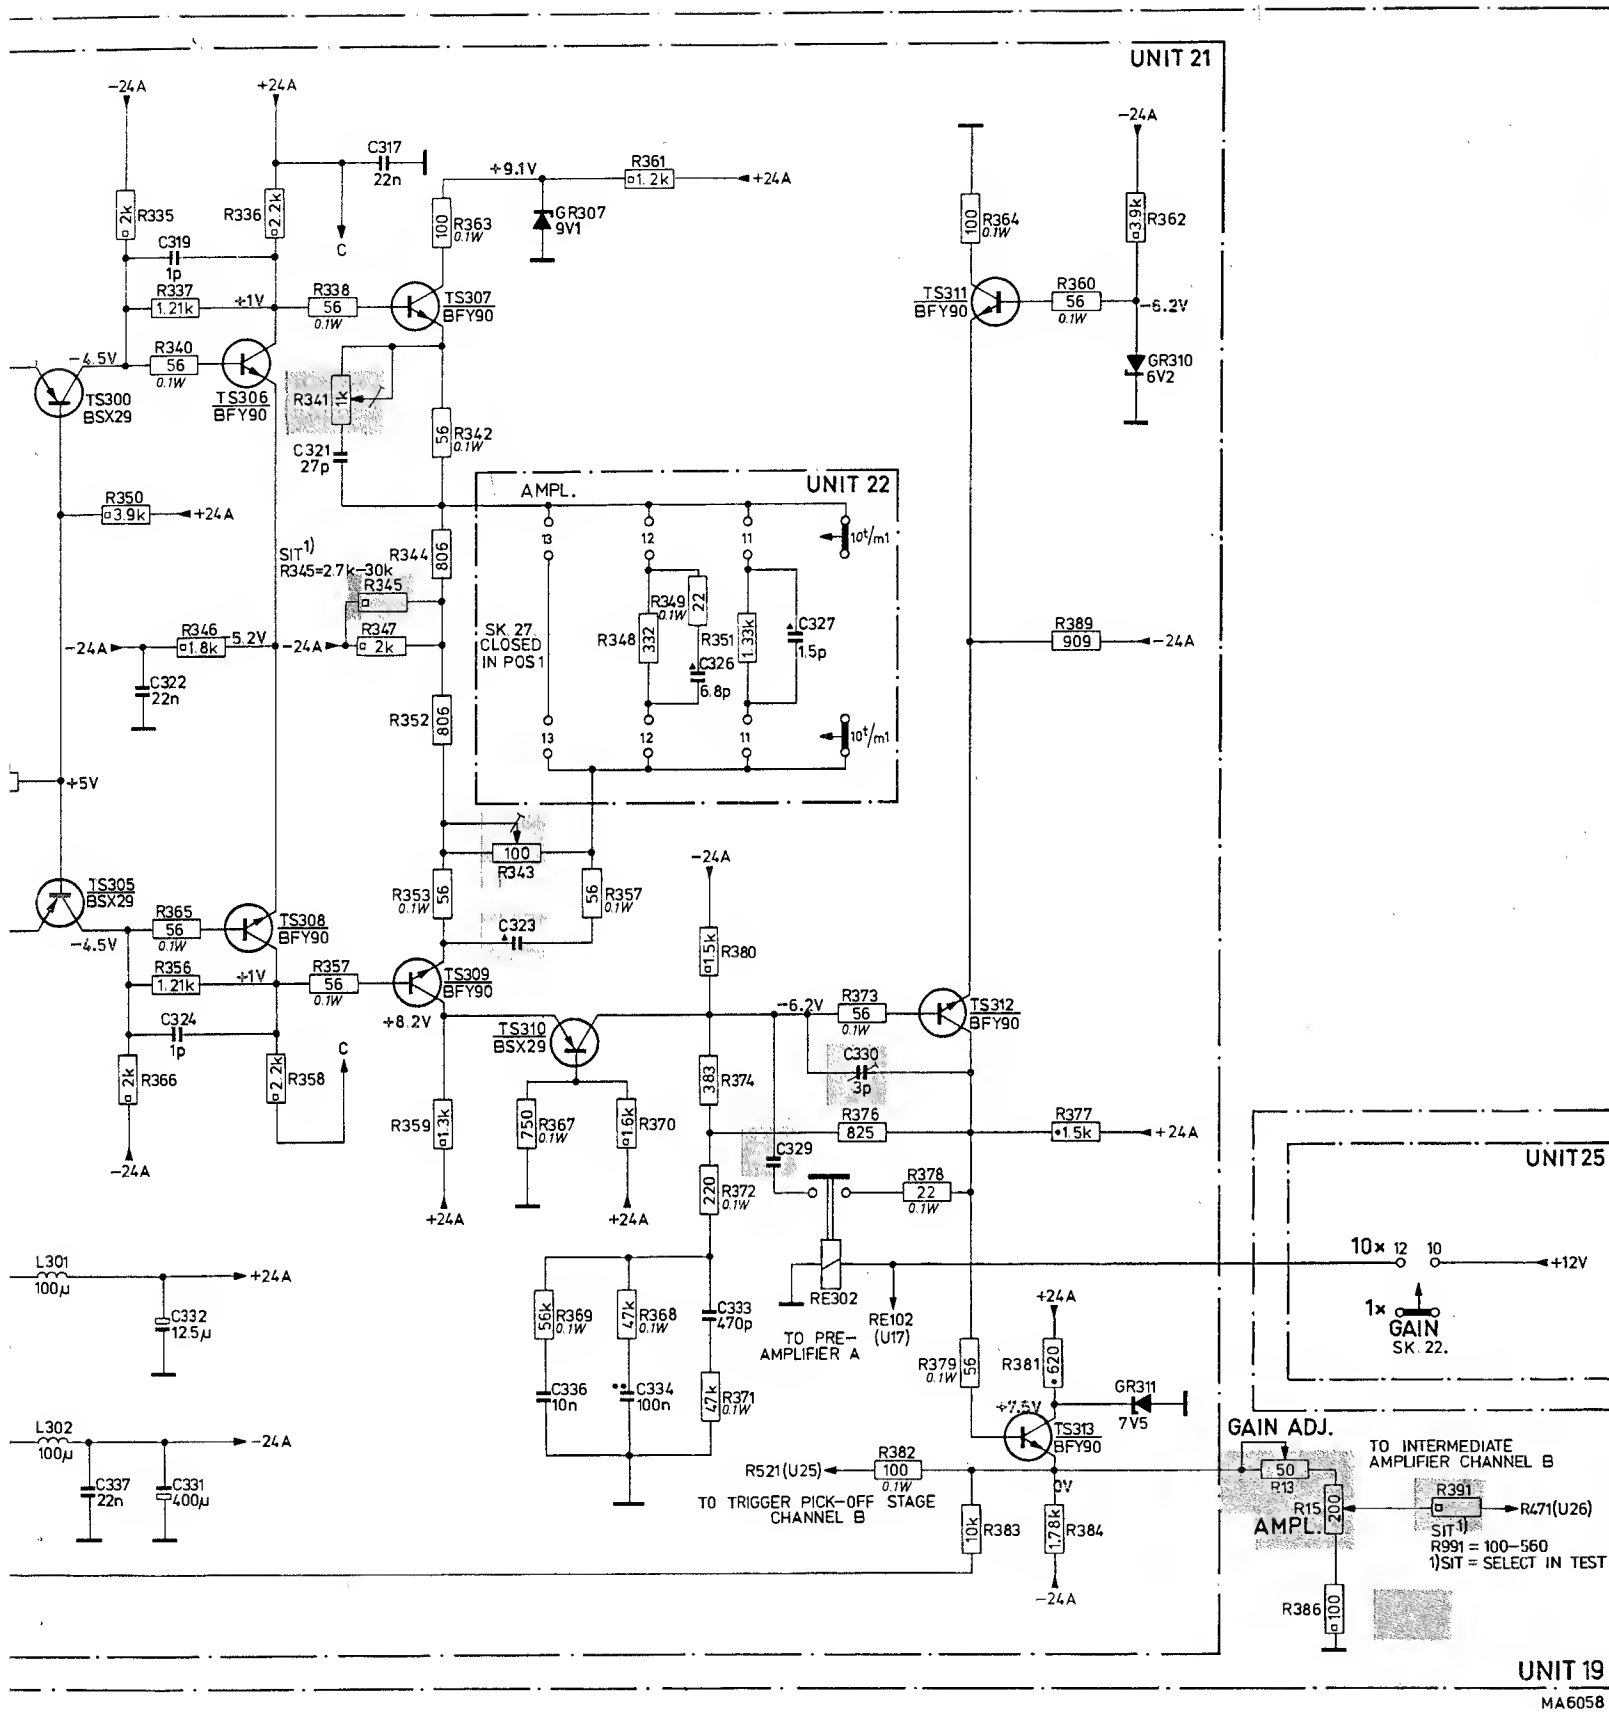 UNIT 21
-24A
+24A
-24A
C317
22n
+9.1V
R361
1.2k
+24A
R335
2k
R336
2.2k
C
R363
0.1W
100
GR307
9V1
R364
0.1W
100
3.9k
R362
C319
1p
R337
1.21k
+1V
R338
56
0.1W
TS307
BFY90
TS311
BFY90
R360
56
0.1W
-6.2V
-4.5V
R340
56
0.1W
TS306
BFY90
TS300
BSX29
R341
1k
GR310
6V2
C321
27p
56
R342
0.1W
R350
3.9k
+24A
AMPL.
UNIT 22
13
12
11
10t/m1
SIT1)
R345=2.7k-30k
R345
R344
806
R349
0.1W
22
R348
332
R351
1.33k
C327
1.5p
C326
6.8p
SK. 27
CLOSED
IN POS 1
-24A
R346
1.8k
-5.2V
-24A
R347
2k
C322
22n
R352
806
13
12
11
10t/m1
R389
909
-24A
+5V
100
R343
-24A
TS305
BSX29
R353
0.1W
56
56
R357
0.1W
C323
R365
56
0.1W
-4.5V
TS308
BFY90
1.5k
R380
R356
1.21k
+1V
R357
56
0.1W
TS309
BFY90
+8.2V
C324
1p
TS310
BSX29
-6.2V
R373
56
0.1W
TS312
BFY90
C330
3p
2k
R366
2.2k
R358
C
R359
1.3k
750
R367
0.1W
1.6k
R370
383
R374
R376
825
R377
1.5k
+24A
C329
-24A
+24A
+24A
220
R372
0.1W
R378
22
0.1W
UNIT25
L301
100µ
+24A
C332
12.5µ
56k
R369
0.1W
47k
R368
0.1W
C333
470p
RE302
RE102
(U17)
TO PRE-
AMPLIFIER A
10x
12
10
+12V
1x
GAIN
SK. 22.
+24A
R379
0.1W
56
R381
620
C336
10n
C334
100n
47k
R371
0.1W
+7.5V
GR311
7V5
TS313
BFY90
L302
100µ
-24A
C337
22n
C331
400µ
R521(U25)
R382
100
0.1W
0V
TO TRIGGER PICK-OFF STAGE
CHANNEL B
10k
R383
1.78k
R384
-24A
GAIN ADJ.
50
R13
TO INTERMEDIATE
AMPLIFIER CHANNEL B
R391
R471(U26)
R15
200
AMPL.
SIT1)
R991 = 100-560
1)SIT = SELECT IN TEST
R386
100
UNIT 19
MA6058